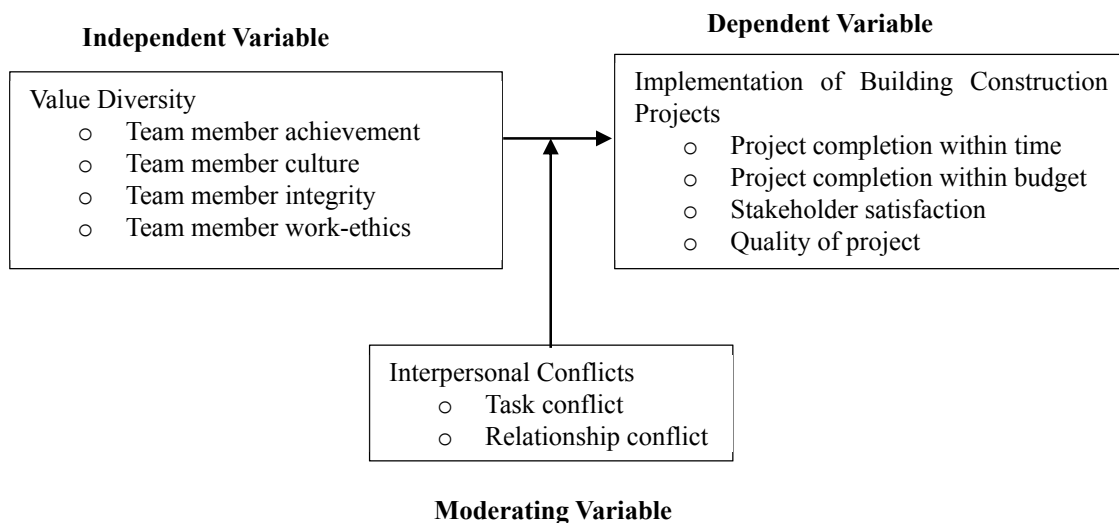 Independent Variable
Dependent Variable
Value Diversity
o Team member achievement
o Team member culture
o Team member integrity
o Team member work-ethics
Implementation of Building Construction
Projects
o Project completion within time
o Project completion within budget
o Stakeholder satisfaction
o Quality of project
Interpersonal Conflicts
o Task conflict
o Relationship conflict
Moderating Variable